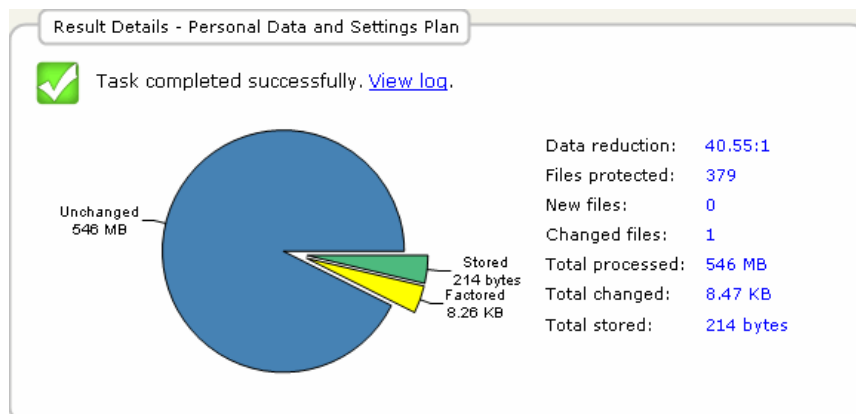 Result Details - Personal Data and Settings Plan
Task completed successfully. View log.
Unchanged
546 MB
Stored
214 bytes
Factored
8.26 KB
Data reduction: 40.55:1
Files protected: 379
New files: 0
Changed files: 1
Total processed: 546 MB
Total changed: 8.47 KB
Total stored: 214 bytes